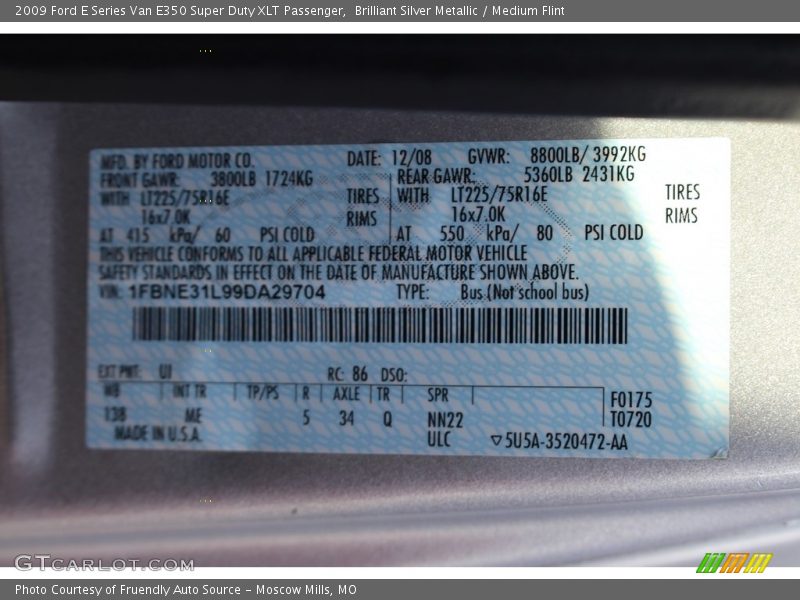 2009 Ford E Series Van E350 Super Duty XLT Passenger,  Brilliant Silver Metallic / Medium Flint
MFD. BY FORD MOTOR CO. DATE: 12/08 GVWR: 8800LB/ 3992KG
FRONT GAWR: 3800LB 1724KG REAR GAWR: 5360LB 2431KG
WITH LT225/75R16E TIRES WITH LT225/75R16E TIRES
16x7.0K RIMS 16x7.0K RIMS
AT 415 kPa/ 60 PSI COLD AT 550 kPa/ 80 PSI COLD
THIS VEHICLE CONFORMS TO ALL APPLICABLE FEDERAL MOTOR VEHICLE
SAFETY STANDARDS IN EFFECT ON THE DATE OF MANUFACTURE SHOWN ABOVE.
VIN: 1FBNE31L99DA29704 TYPE: Bus (Not school bus)
EXT PNT: UI RC: 86 DSO:
WB INT TR TP/PS R AXLE TR SPR F0175
138 ME 5 34 Q NN22 T0720
MADE IN U.S.A. ULC ▽5U5A-3520472-AA
GTCARLOT.COM
Photo Courtesy of Fruendly Auto Source – Moscow Mills, MO